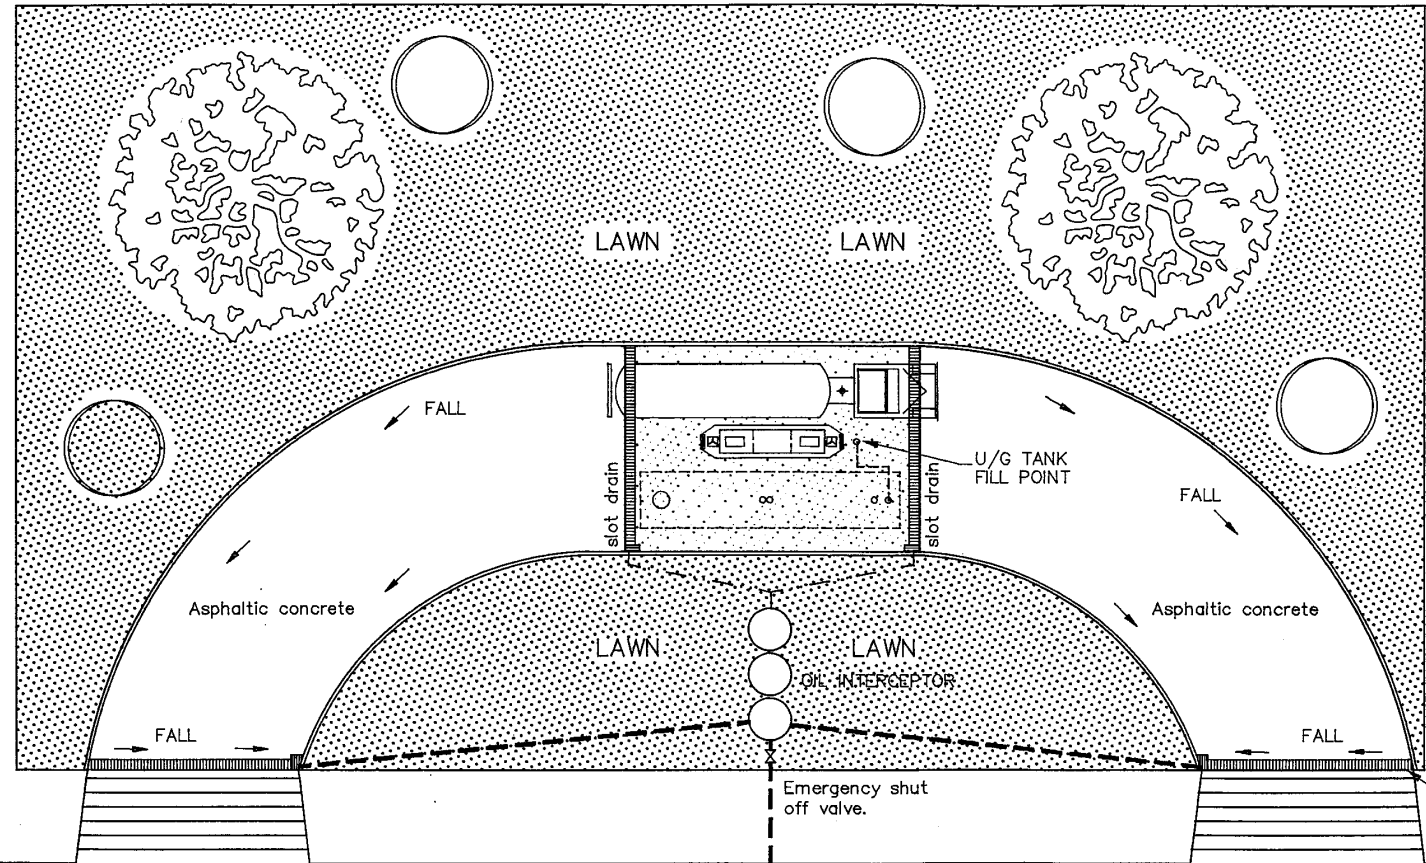 LAWN LAWN
FALL
U/G TANK
FILL POINT
FALL
slot drain
slot drain
Asphaltic concrete
Asphaltic concrete
LAWN
LAWN
OIL INTERCEPTOR
FALL
FALL
Emergency shut
off valve.